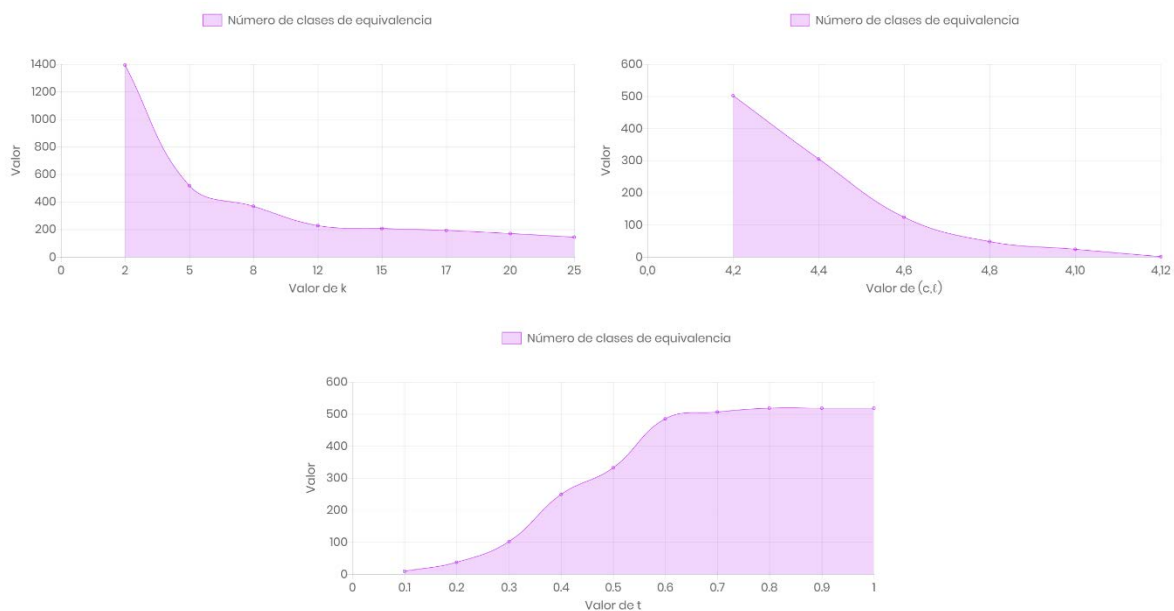 Número de clases de equivalencia
1400
1200
1000
800
600
400
200
0
Valor
0 2 5 8 12 15 17 20 25
Valor de k
Número de clases de equivalencia
600
500
400
300
200
100
0
Valor
0,0 4,2 4,4 4,6 4,8 4,10 4,12
Valor de (c,ℓ)
Número de clases de equivalencia
600
500
400
300
200
100
0
Valor
0 0.1 0.2 0.3 0.4 0.5 0.6 0.7 0.8 0.9 1
Valor de t